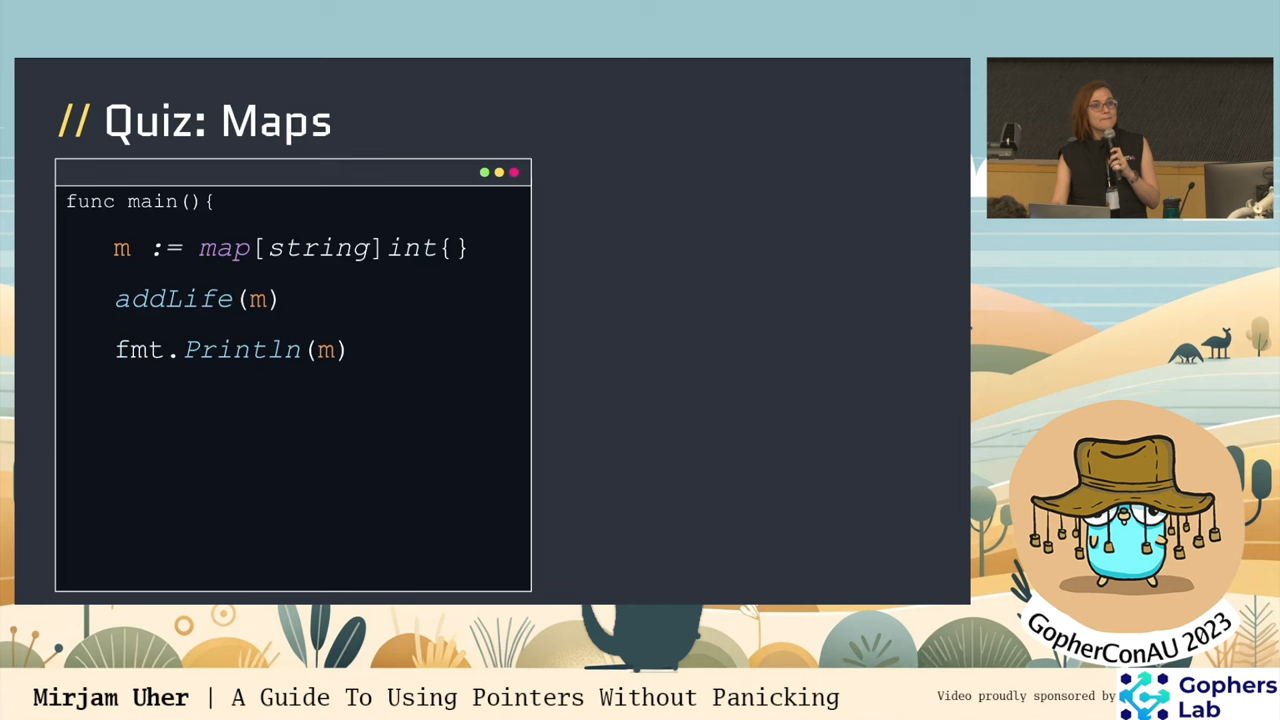 // Quiz: Maps
func main(){
m := map[string]int{}
addLife(m)
fmt.Println(m)
GopherConAU 2023
Mirjam Uher | A Guide To Using Pointers Without Panicking
Video proudly sponsored by
Gophers
Lab